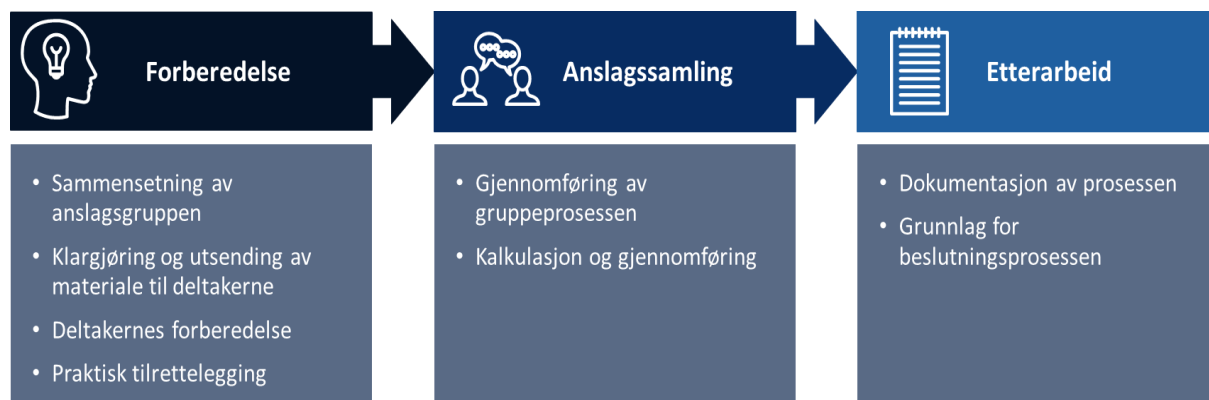 Forberedelse
Anslagssamling
Etterarbeid
• Sammensetning av
anslagsgruppen
• Klargjøring og utsending av
materiale til deltakerne
• Deltakernes forberedelse
• Praktisk tilrettelegging
• Gjennomføring av
gruppeprosessen
• Kalkulasjon og gjennomføring
• Dokumentasjon av prosessen
• Grunnlag for
beslutningsprosessen